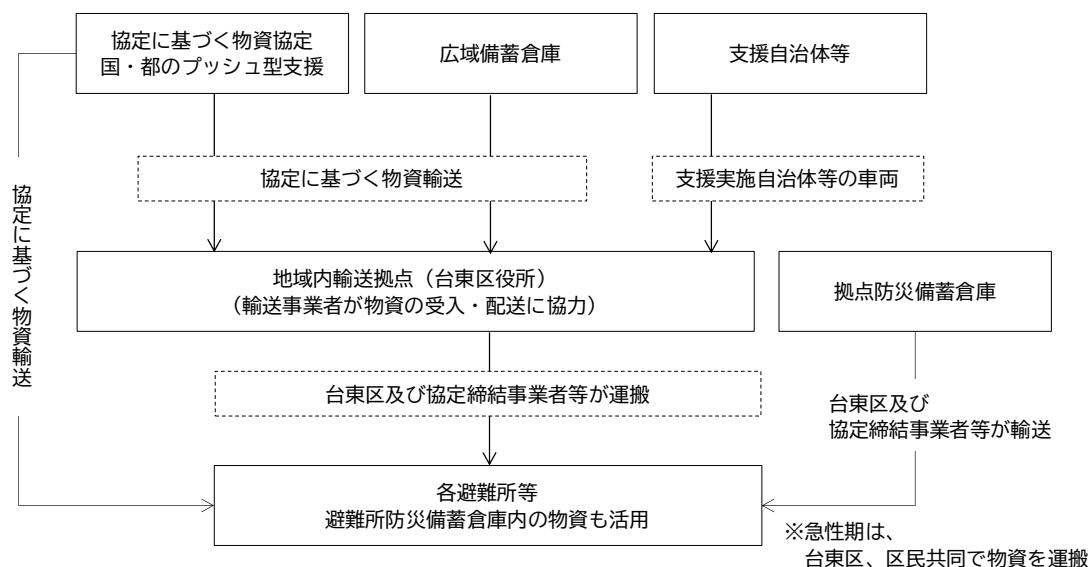 協定に基づく物資協定
国・都のプッシュ型支援
広域備蓄倉庫
支援自治体等
協定に基づく物資輸送
支援実施自治体等の車両
協定に基づく物資輸送
地域内輸送拠点（台東区役所）
（輸送事業者が物資の受入・配送に協力）
拠点防災備蓄倉庫
台東区及び協定締結事業者等が運搬
台東区及び
協定締結事業者等が輸送
各避難所等
避難所防災備蓄倉庫内の物資も活用
※急性期は、
台東区、区民共同で物資を運搬